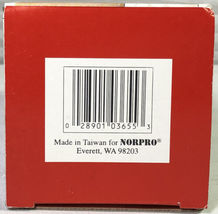 0 28901 03655 3
Made in Taiwan for NORPRO®
Everett, WA 98203